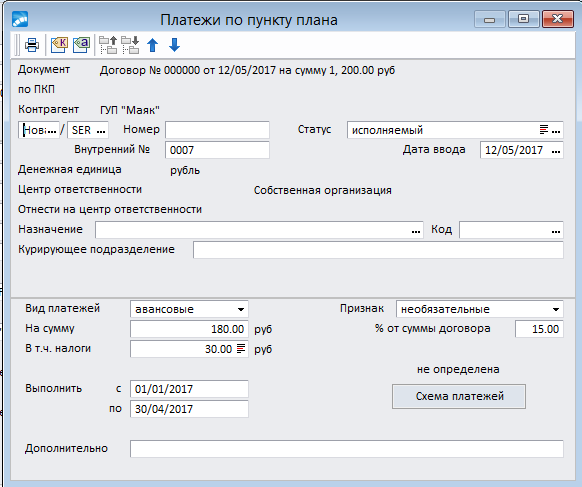 Платежи по пункту плана
Документ Договор № 000000 от 12/05/2017 на сумму 1, 200.00 руб
по ПКП
Контрагент ГУП "Маяк"
Нова... / SER ... Номер Статус исполняемый ...
Внутренний № 0007 Дата ввода 12/05/2017 ...
Денежная единица рубль
Центр ответственности Собственная организация
Отнести на центр ответственности
Назначение ... Код ...
Курирующее подразделение
Вид платежей авансовые Признак необязательные
На сумму 180.00 руб % от суммы договора 15.00
В т.ч. налоги 30.00 руб
не определена
Выполнить с 01/01/2017 Схема платежей
по 30/04/2017
Дополнительно